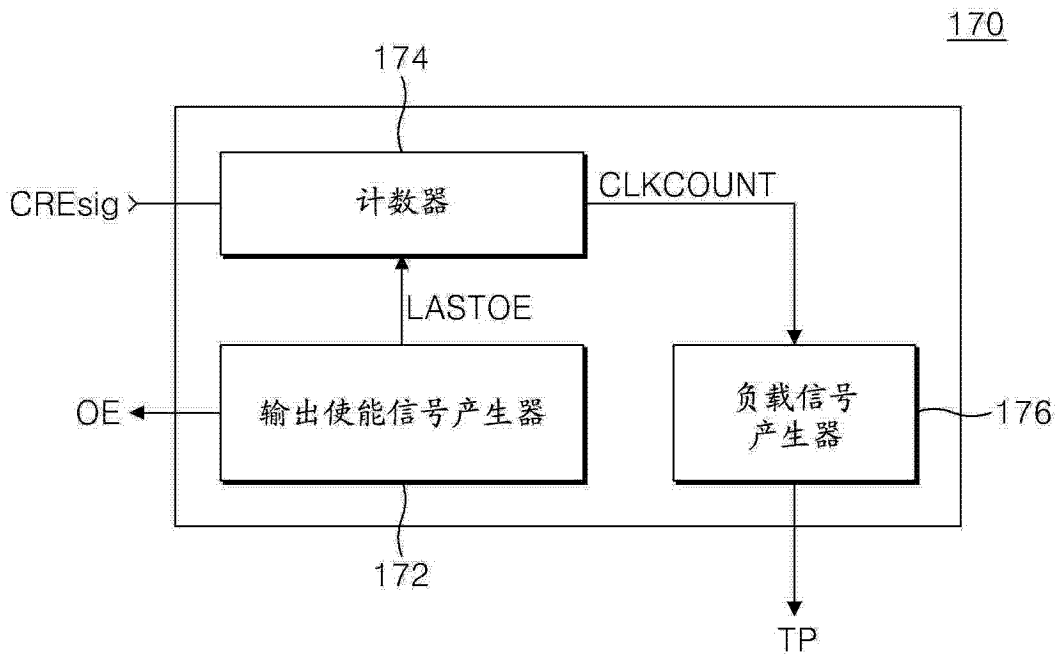 170
174
CREsig
计数器
CLKCOUNT
LASTOE
OE
输出使能信号产生器
负载信号
产生器
176
172
TP